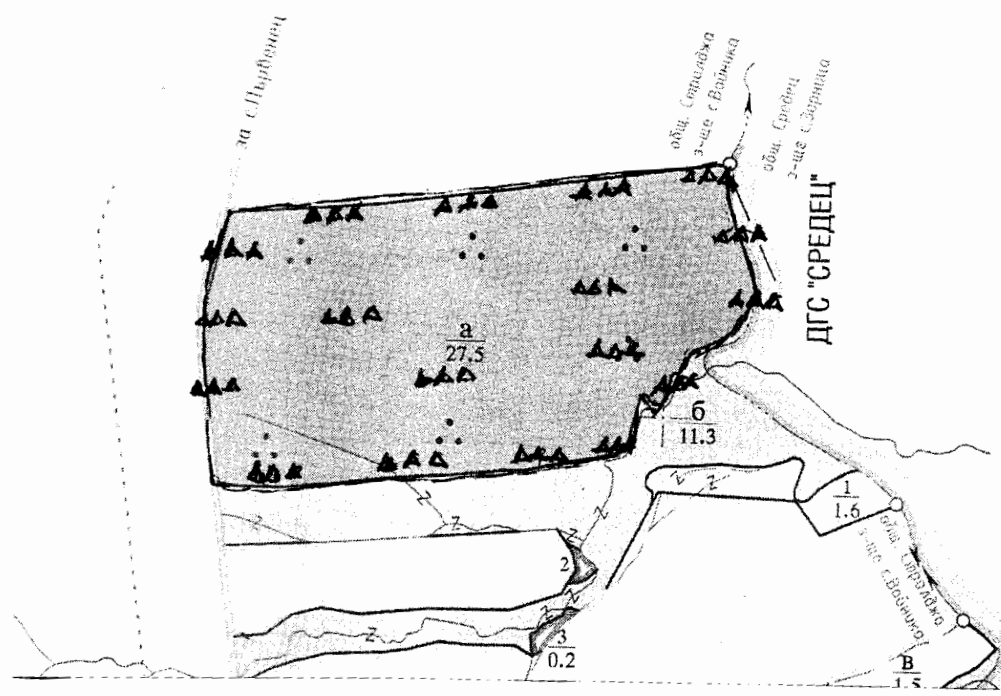 за с.Първенец
общ. Стралджа
з-ще с.Войника
общ. Средец
з-ще с.Зорница
ДГС "СРЕДЕЦ"
а
27.5
б
11.3
1
1.6
2
3
0.2
общ. Стралджа
з-ще с.Войника
в
1.5
z
z
z
z
z
z
z
z
z